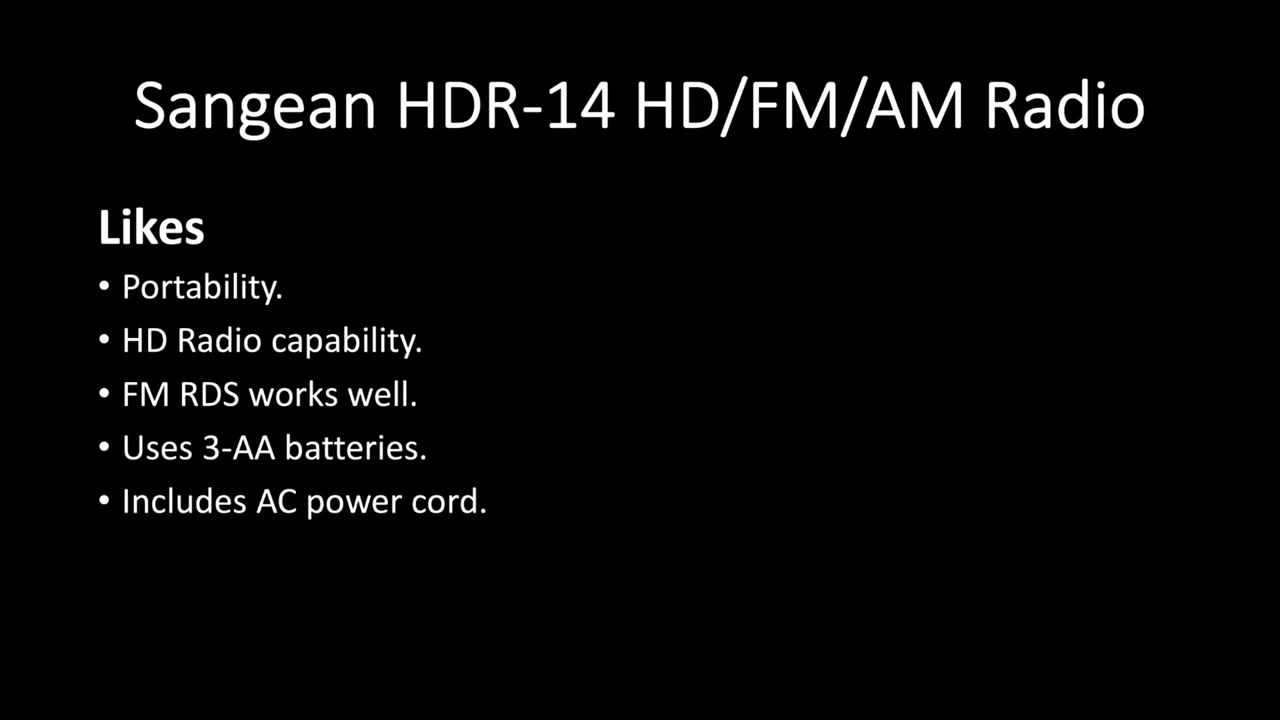 Sangean HDR-14 HD/FM/AM Radio
Likes
• Portability.
• HD Radio capability.
• FM RDS works well.
• Uses 3-AA batteries.
• Includes AC power cord.